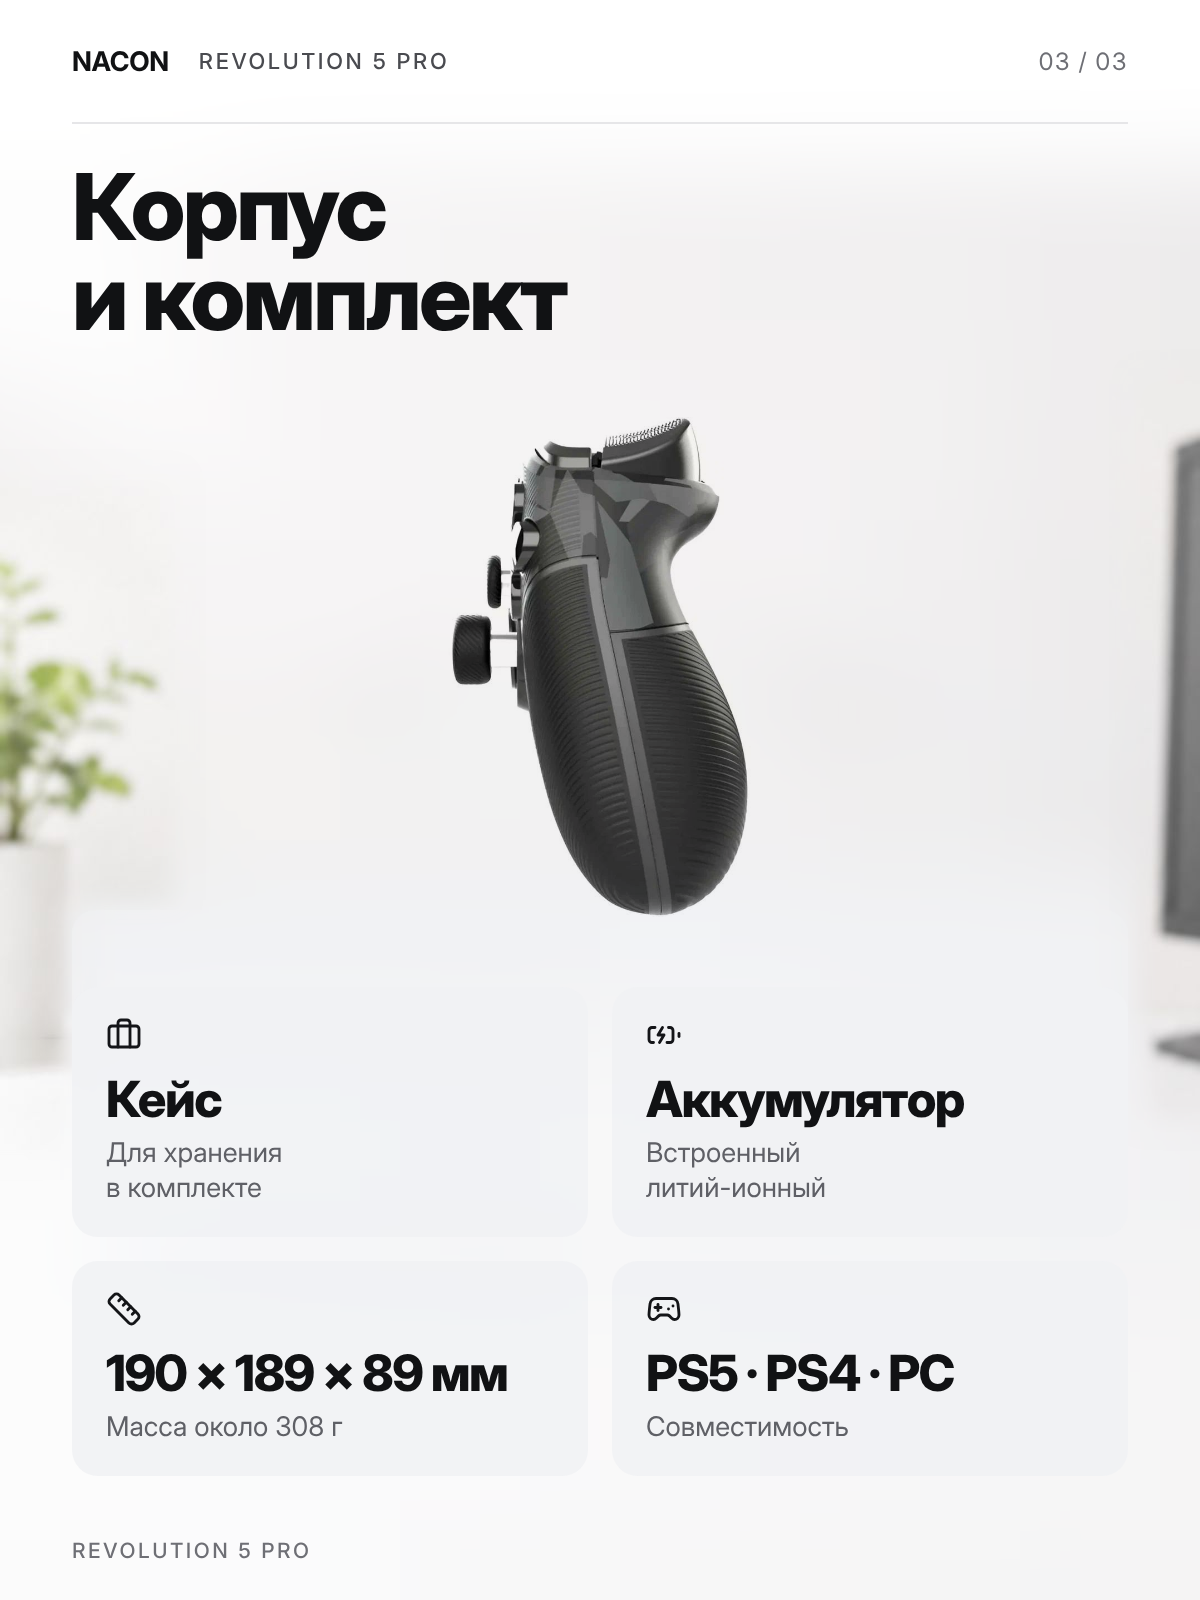 NACON REVOLUTION 5 PRO 03 / 03
Корпус
и комплект
Кейс
Для хранения
в комплекте
Аккумулятор
Встроенный
литий-ионный
190 × 189 × 89 мм
Масса около 308 г
PS5 · PS4 · PC
Совместимость
REVOLUTION 5 PRO